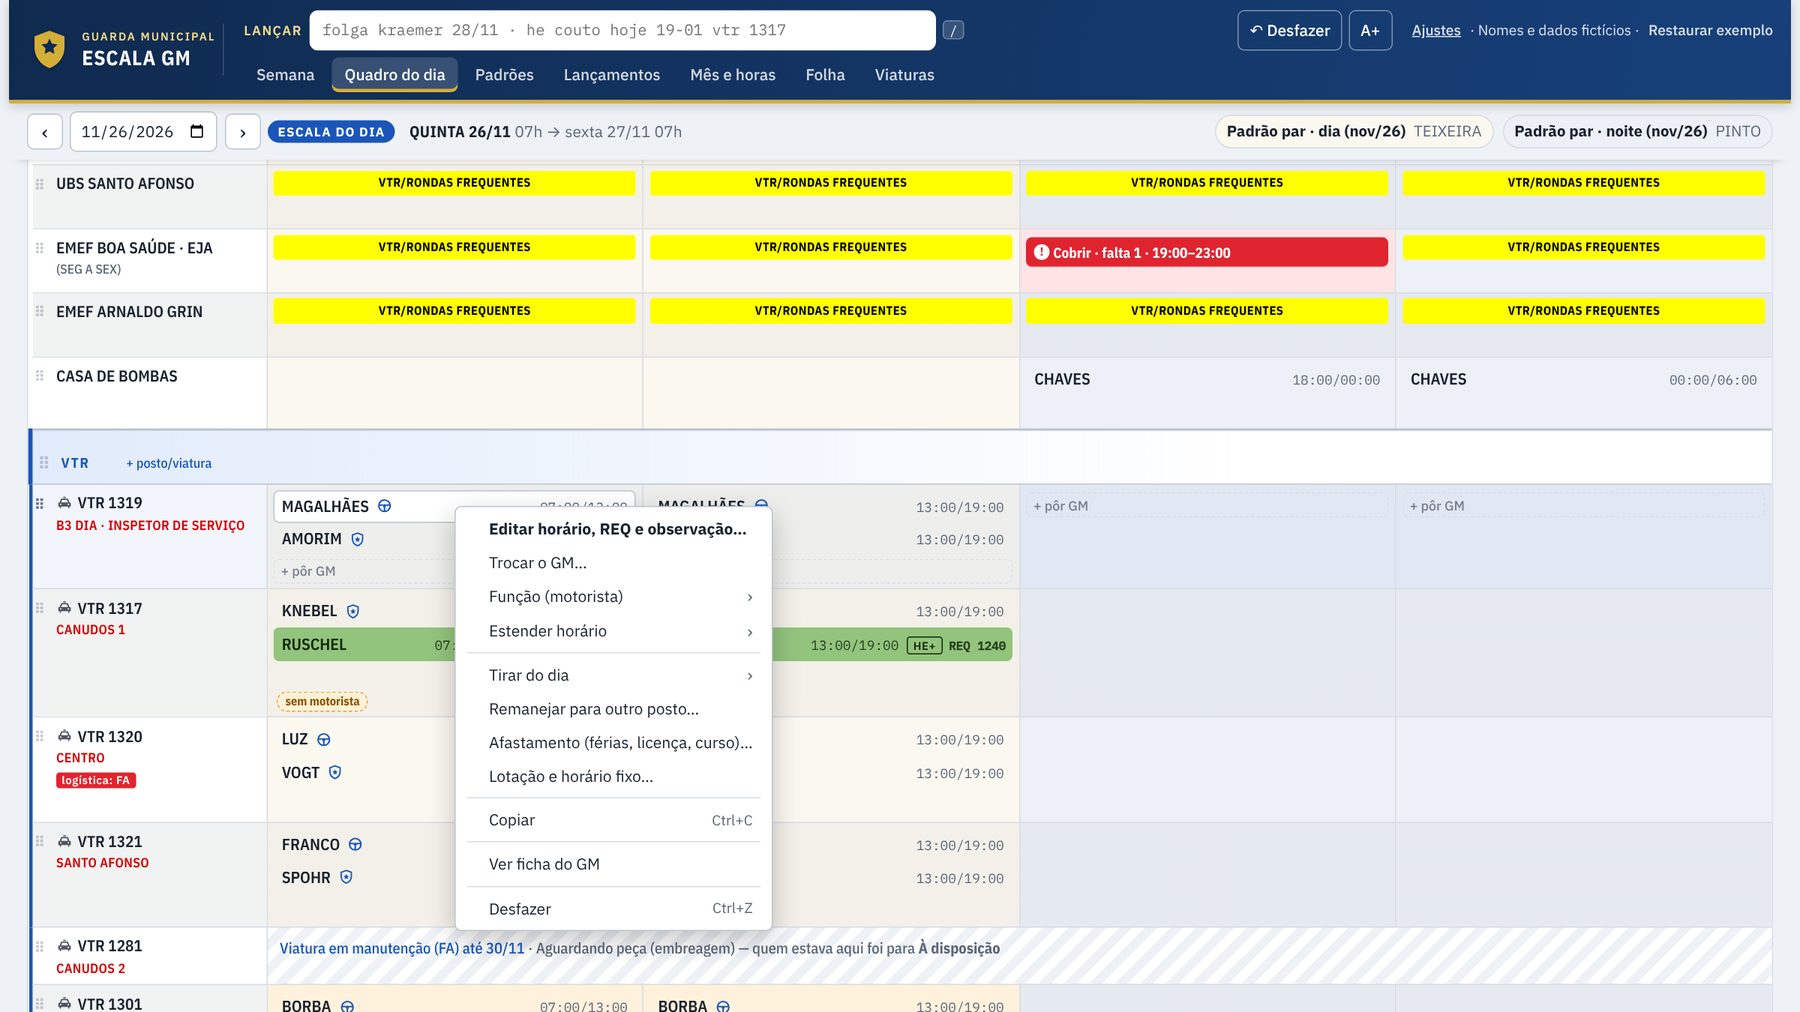 GUARDA MUNICIPAL
ESCALA GM
LANÇAR
folga kraemer 28/11 · he couto hoje 19-01 vtr 1317
/
↶ Desfazer
A+
Ajustes · Nomes e dados fictícios · Restaurar exemplo
Semana
Quadro do dia
Padrões
Lançamentos
Mês e horas
Folha
Viaturas
‹
11/26/2026
›
ESCALA DO DIA
QUINTA 26/11 07h → sexta 27/11 07h
Padrão par · dia (nov/26) TEIXEIRA
Padrão par · noite (nov/26) PINTO
UBS SANTO AFONSO
VTR/RONDAS FREQUENTES
VTR/RONDAS FREQUENTES
VTR/RONDAS FREQUENTES
VTR/RONDAS FREQUENTES
EMEF BOA SAÚDE · EJA
(SEG A SEX)
VTR/RONDAS FREQUENTES
VTR/RONDAS FREQUENTES
! Cobrir · falta 1 · 19:00–23:00
VTR/RONDAS FREQUENTES
EMEF ARNALDO GRIN
VTR/RONDAS FREQUENTES
VTR/RONDAS FREQUENTES
VTR/RONDAS FREQUENTES
VTR/RONDAS FREQUENTES
CASA DE BOMBAS
CHAVES 18:00/00:00
CHAVES 00:00/06:00
VTR + posto/viatura
VTR 1319
B3 DIA · INSPETOR DE SERVIÇO
MAGALHÃES 07:00/13:00
MAGALHÃES 13:00/19:00
AMORIM
13:00/19:00
+ pôr GM
+ pôr GM
+ pôr GM
VTR 1317
CANUDOS 1
KNEBEL
13:00/19:00
RUSCHEL 07:
13:00/19:00 HE+ REQ 1240
sem motorista
VTR 1320
CENTRO
logística: FA
LUZ
13:00/19:00
VOGT
13:00/19:00
VTR 1321
SANTO AFONSO
FRANCO
13:00/19:00
SPOHR
13:00/19:00
Editar horário, REQ e observação...
Trocar o GM...
Função (motorista) ›
Estender horário ›
Tirar do dia ›
Remanejar para outro posto...
Afastamento (férias, licença, curso)...
Lotação e horário fixo...
Copiar Ctrl+C
Ver ficha do GM
Desfazer Ctrl+Z
VTR 1281
CANUDOS 2
Viatura em manutenção (FA) até 30/11 · Aguardando peça (embreagem) — quem estava aqui foi para À disposição
VTR 1301
BORBA 07:00/13:00
BORBA 13:00/19:00